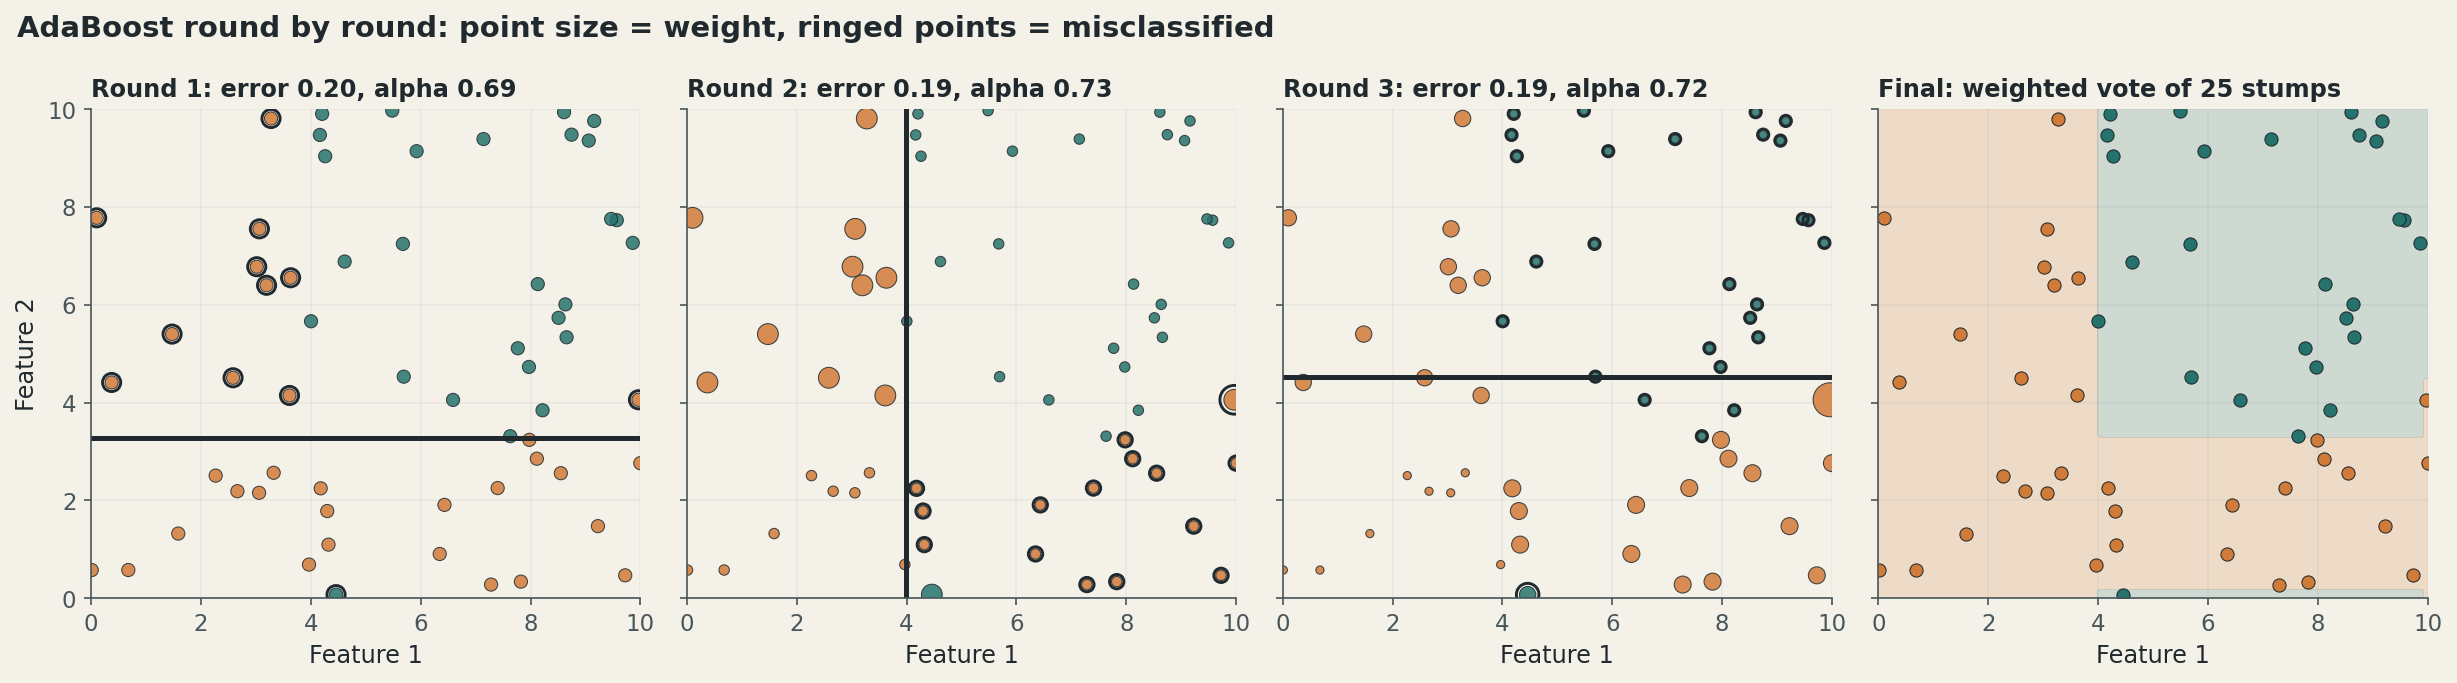 AdaBoost round by round: point size = weight, ringed points = misclassified
Round 1: error 0.20, alpha 0.69
Round 2: error 0.19, alpha 0.73
Round 3: error 0.19, alpha 0.72
Final: weighted vote of 25 stumps
10
8
6
4
2
0
Feature 2
0 2 4 6 8 10
0 2 4 6 8 10
0 2 4 6 8 10
0 2 4 6 8 10
Feature 1
Feature 1
Feature 1
Feature 1